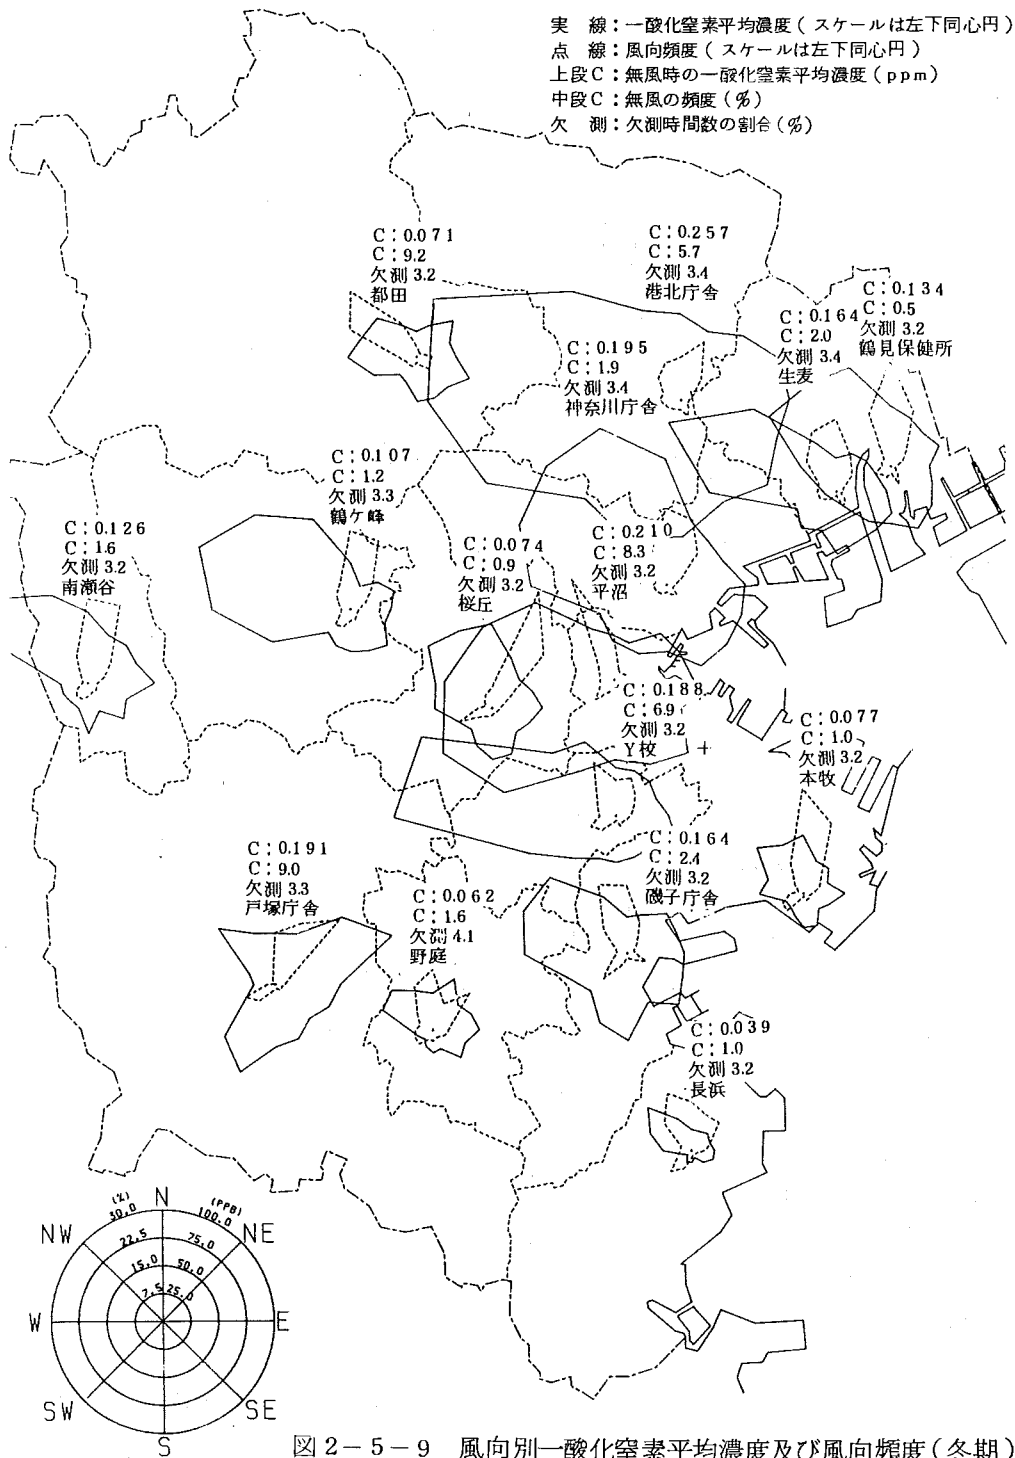 実　線：一酸化窒素平均濃度（スケールは左下同心円）
点　線：風向頻度（スケールは左下同心円）
上段C：無風時の一酸化窒素平均濃度（ppm）
中段C：無風の頻度（％）
欠　測：欠測時間数の割合（％）
C：0.071
C：9.2
欠測 3.2
都田
C：0.257
C：5.7
欠測 3.4
港北庁舎
C：0.134
C：0.5
欠測 3.2
鶴見保健所
C：0.164
C：2.0
欠測 3.4
生麦
C：0.195
C：1.9
欠測 3.4
神奈川庁舎
C：0.107
C：1.2
欠測 3.3
鶴ケ峰
C：0.126
C：1.6
欠測 3.2
南瀬谷
C：0.074
C：0.9
欠測 3.2
桜丘
C：0.210
C：8.3
欠測 3.2
平沼
C：0.188
C：6.9
欠測 3.2
Y校
C：0.077
C：1.0
欠測 3.2
本牧
C：0.164
C：2.4
欠測 3.2
磯子庁舎
C：0.191
C：9.0
欠測 3.3
戸塚庁舎
C：0.062
C：1.6
欠測 4.1
野庭
C：0.039
C：1.0
欠測 3.2
長浜
(%)
30.0
N
(PPB)
100.0
NW
22.5
75.0
NE
15.0
50.0
7.5
25.0
W
E
SW
SE
S
図2－5－9　風向別一酸化窒素平均濃度及び風向頻度（冬期）